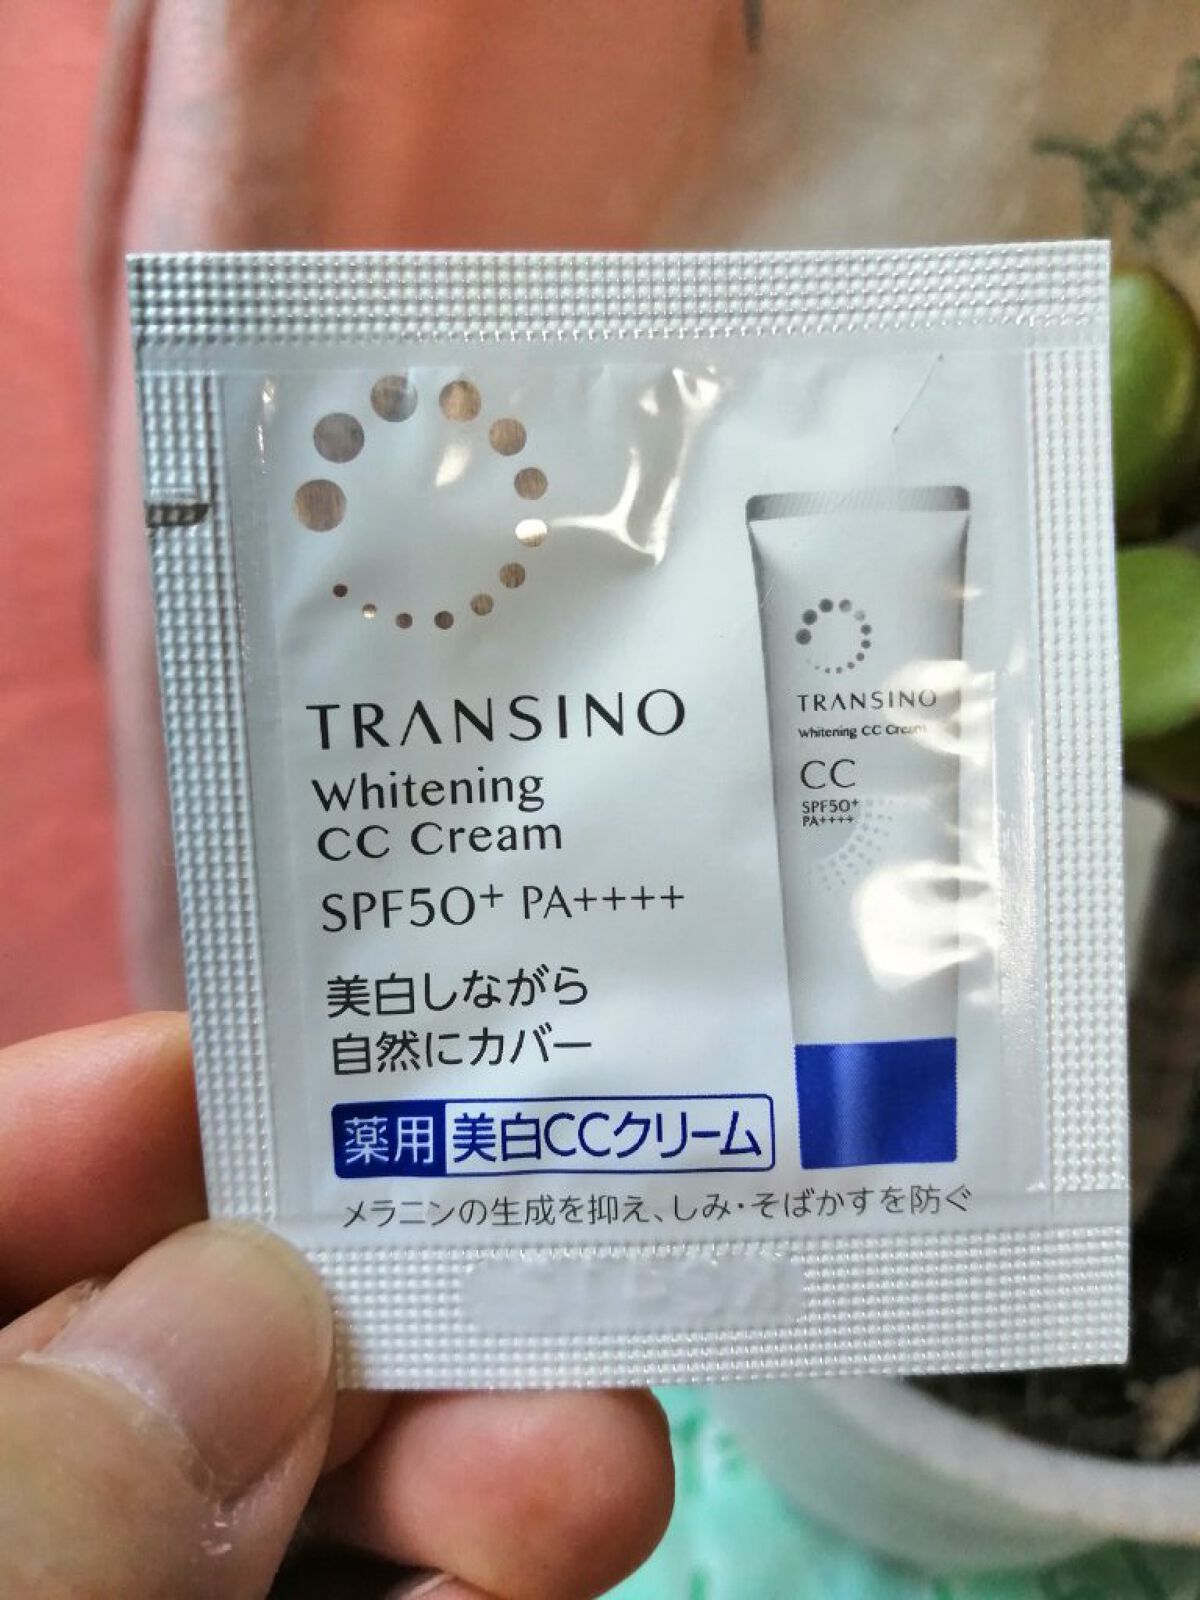 TRANSINO
Whitening
CC Cream
SPF50+ PA++++
美白しながら
自然にカバー
薬用 美白CCクリーム
メラニンの生成を抑え、しみ・そばかすを防ぐ
TRANSINO
Whitening CC Cream
CC
SPF50+
PA++++